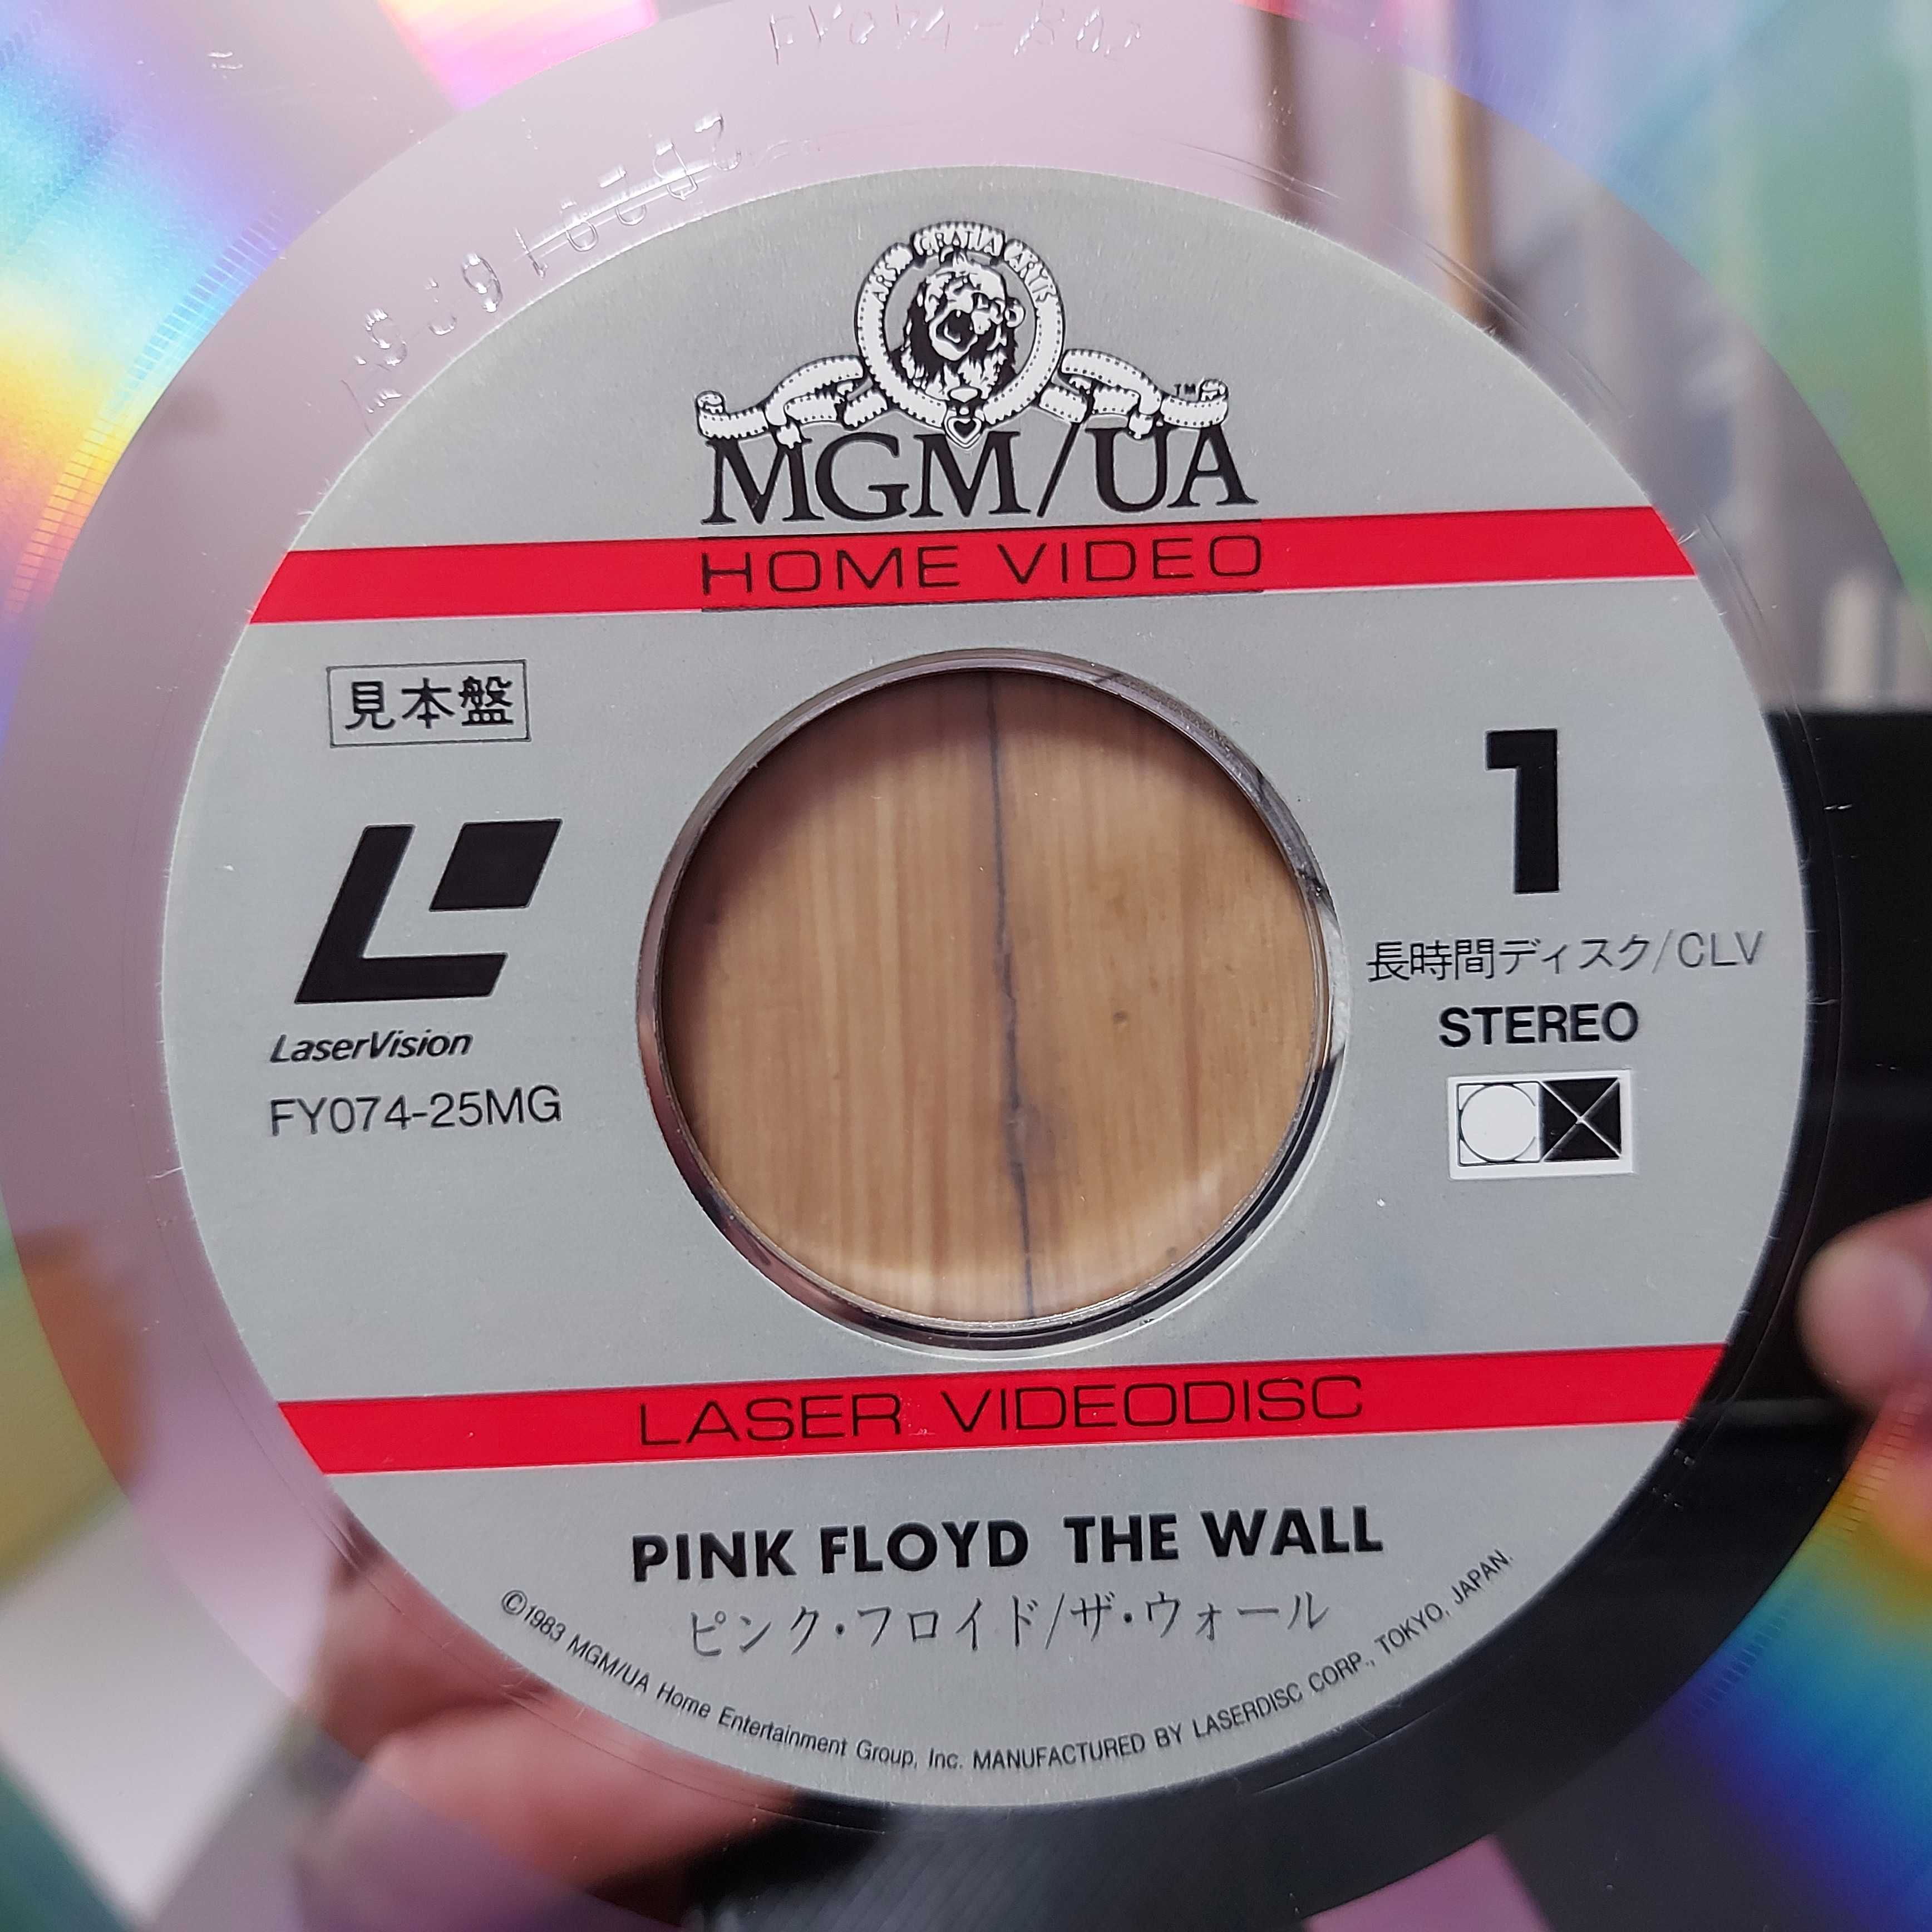 ARS GRATIA ARTIS
TM
MGM/UA
HOME VIDEO
見本盤
1
LaserVision
FY074-25MG
長時間ディスク/CLV
STEREO
LASER VIDEODISC
PINK FLOYD THE WALL
ピンク・フロイド/ザ・ウォール
©1983 MGM/UA Home Entertainment Group, Inc. MANUFACTURED BY LASERDISC CORP., TOKYO, JAPAN.